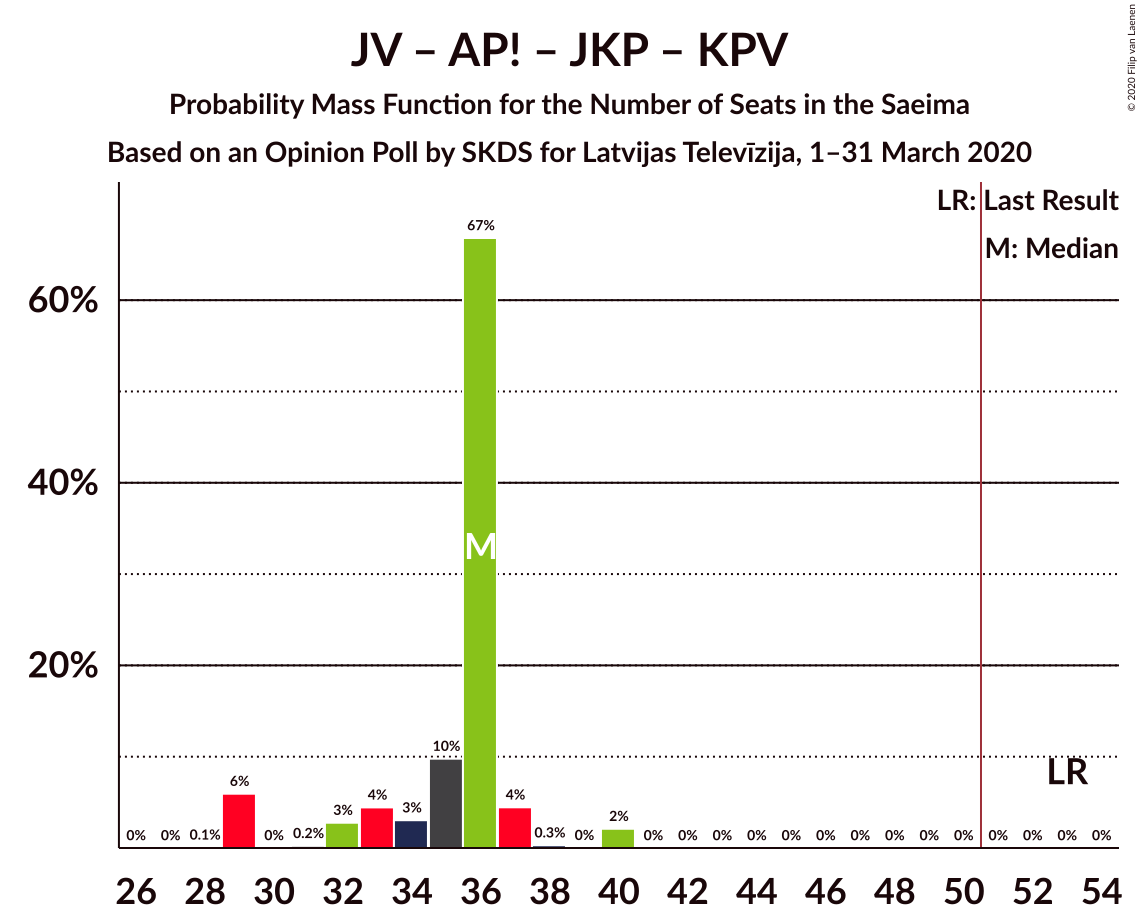 JV – AP! – JKP – KPV
Probability Mass Function for the Number of Seats in the Saeima
Based on an Opinion Poll by SKDS for Latvijas Televīzija, 1–31 March 2020
© 2020 Filip van Laenen
LR: Last Result
M: Median
67%
60%
M
40%
20%
10%
LR
6%
4%
4%
3%
3%
2%
0% 0% 0.1% 0% 0.2% 0.3% 0% 0% 0% 0% 0% 0% 0% 0% 0% 0% 0% 0% 0% 0%
26 28 30 32 34 36 38 40 42 44 46 48 50 52 54